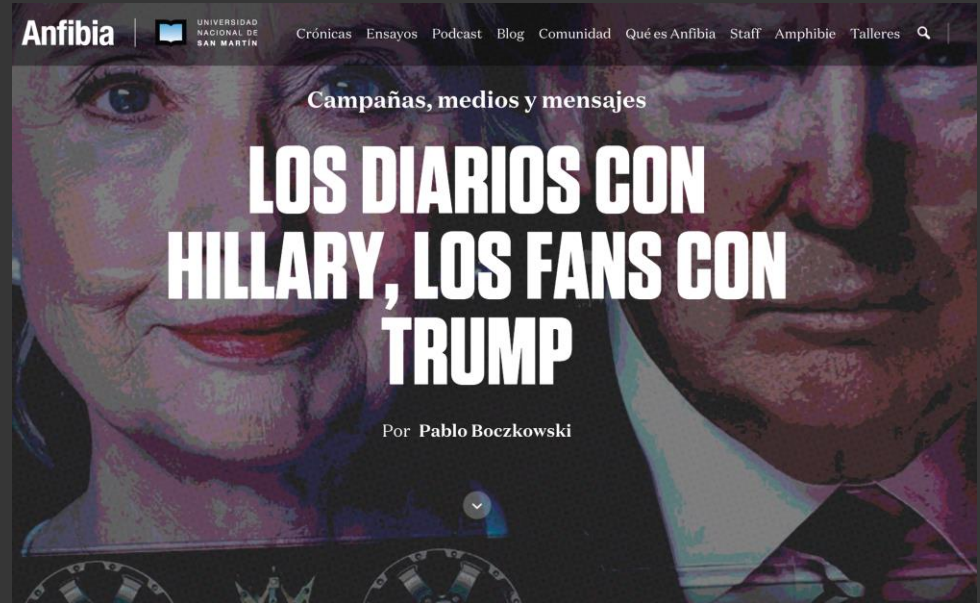 Anfibia
UNIVERSIDAD
NACIONAL DE
SAN MARTÍN
Crónicas Ensayos Podcast Blog Comunidad Qué es Anfibia Staff Amphibie Talleres
Campañas, medios y mensajes
LOS DIARIOS CON
HILLARY, LOS FANS CON
TRUMP
Por Pablo Boczkowski